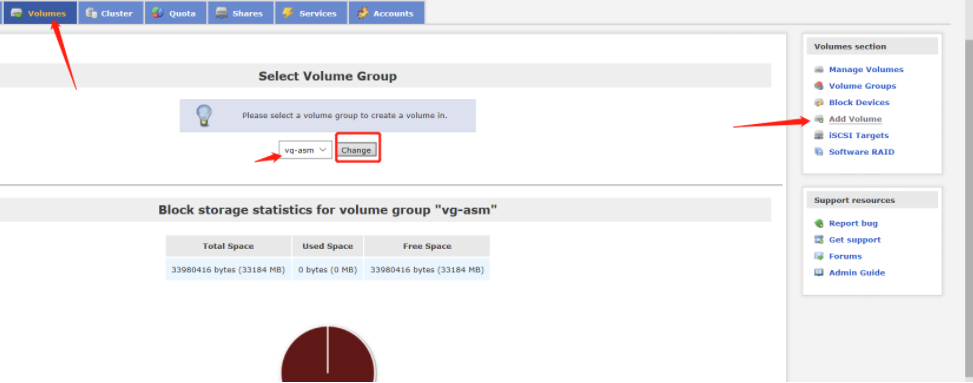 Volumes
Cluster
Quota
Shares
Services
Accounts
Select Volume Group
Please select a volume group to create a volume in.
vg-asm
Change
Block storage statistics for volume group "vg-asm"
Total Space Used Space Free Space
33980416 bytes (33184 MB) 0 bytes (0 MB) 33980416 bytes (33184 MB)
Volumes section
Manage Volumes
Volume Groups
Block Devices
Add Volume
iSCSI Targets
Software RAID
Support resources
Report bug
Get support
Forums
Admin Guide